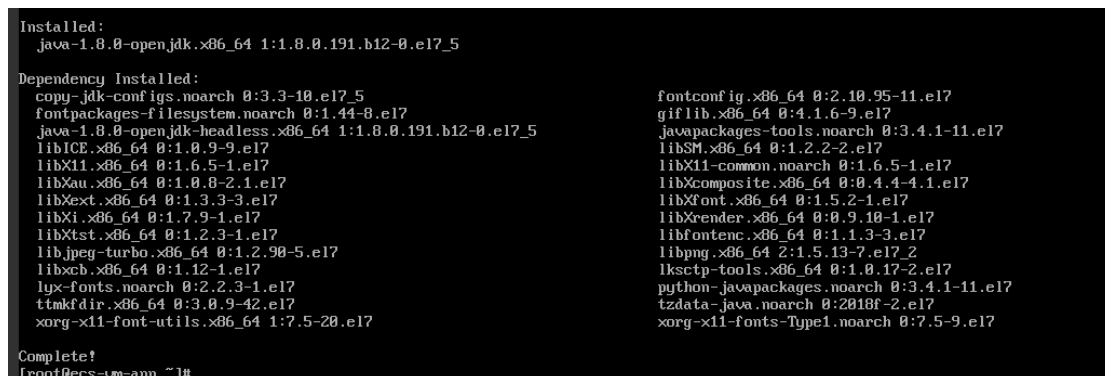 Installed:
java-1.8.0-openjdk.x86_64 1:1.8.0.191.b12-0.el7_5
Dependency Installed:
copy-jdk-configs.noarch 0:3.3-10.el7_5 fontconfig.x86_64 0:2.10.95-11.el7
fontpackages-filesystem.noarch 0:1.44-8.el7 giflib.x86_64 0:4.1.6-9.el7
java-1.8.0-openjdk-headless.x86_64 1:1.8.0.191.b12-0.el7_5 javapackages-tools.noarch 0:3.4.1-11.el7
libICE.x86_64 0:1.0.9-9.el7 libSM.x86_64 0:1.2.2-2.el7
libX11.x86_64 0:1.6.5-1.el7 libX11-common.noarch 0:1.6.5-1.el7
libXau.x86_64 0:1.0.8-2.1.el7 libXcomposite.x86_64 0:0.4.4-4.1.el7
libXext.x86_64 0:1.3.3-3.el7 libXfont.x86_64 0:1.5.2-1.el7
libXi.x86_64 0:1.7.9-1.el7 libXrender.x86_64 0:0.9.10-1.el7
libXtst.x86_64 0:1.2.3-1.el7 libfontenc.x86_64 0:1.1.3-3.el7
libjpeg-turbo.x86_64 0:1.2.90-5.el7 libpng.x86_64 2:1.5.13-7.el7_2
libxcb.x86_64 0:1.12-1.el7 lksctp-tools.x86_64 0:1.0.17-2.el7
lyx-fonts.noarch 0:2.2.3-1.el7 python-javapackages.noarch 0:3.4.1-11.el7
ttmkfdir.x86_64 0:3.0.9-42.el7 tzdata-java.noarch 0:2018f-2.el7
xorg-x11-font-utils.x86_64 1:7.5-20.el7 xorg-x11-fonts-Type1.noarch 0:7.5-9.el7
Complete!
[root@ecs-vm-app ~]#